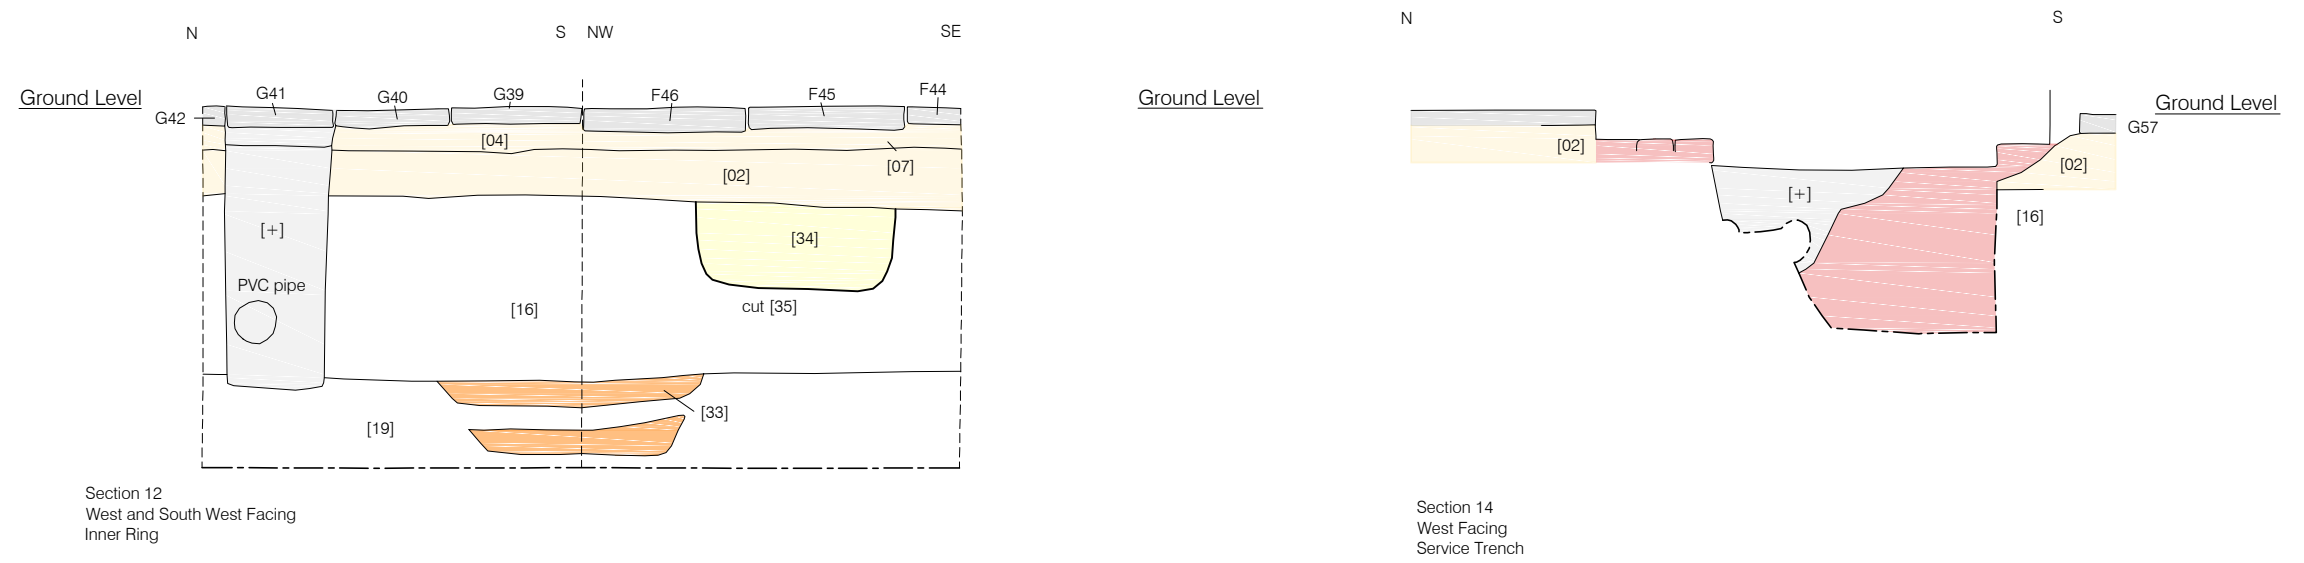 N
S
NW
SE
N
S
Ground Level
G42
G41
G40
G39
F46
F45
F44
[04]
[07]
[02]
[+]
[34]
PVC pipe
[16]
cut [35]
[33]
[19]
Section 12
West and South West Facing
Inner Ring
Ground Level
Ground Level
G57
[02]
[02]
[+]
[16]
Section 14
West Facing
Service Trench